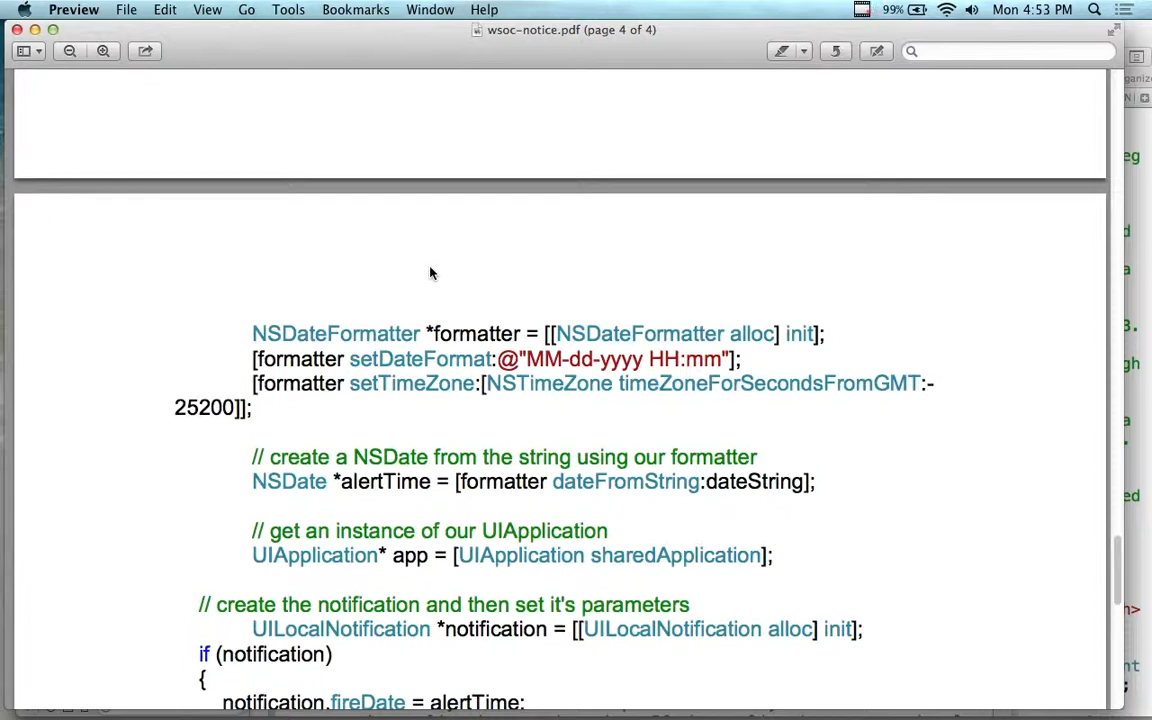 Preview File Edit View Go Tools Bookmarks Window Help 99% Mon 4:53 PM
wsoc-notice.pdf (page 4 of 4)
NSDateFormatter *formatter = [[NSDateFormatter alloc] init];
[formatter setDateFormat:@"MM-dd-yyyy HH:mm"];
[formatter setTimeZone:[NSTimeZone timeZoneForSecondsFromGMT:-
25200]];
// create a NSDate from the string using our formatter
NSDate *alertTime = [formatter dateFromString:dateString];
// get an instance of our UIApplication
UIApplication* app = [UIApplication sharedApplication];
// create the notification and then set it's parameters
UILocalNotification *notification = [[UILocalNotification alloc] init];
if (notification)
{
notification.fireDate = alertTime;